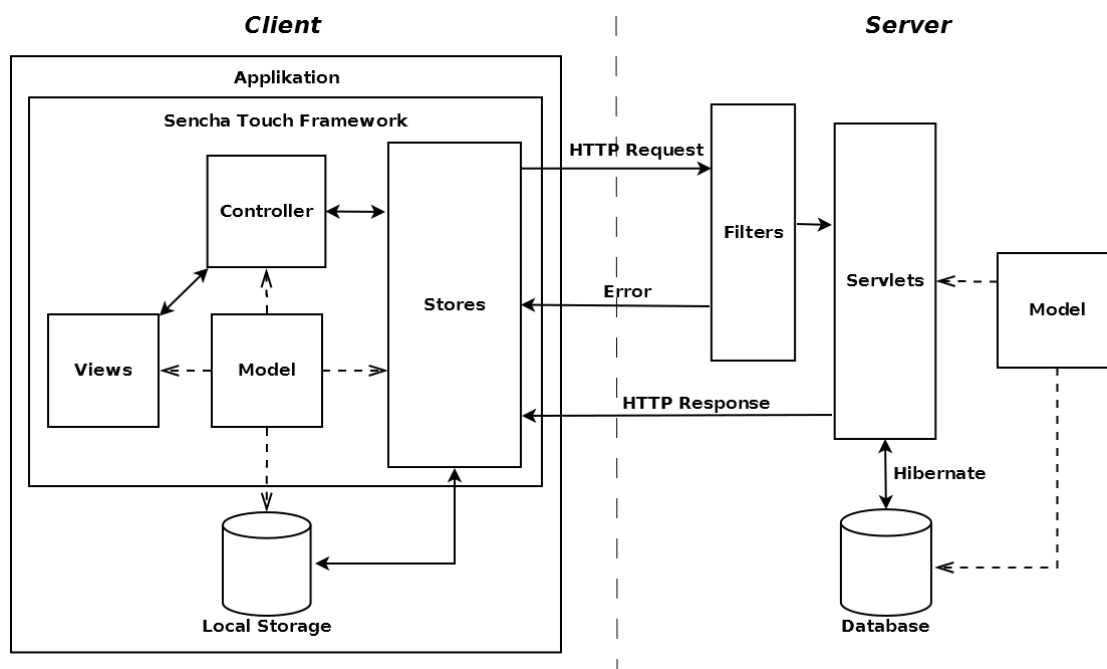 Client
Server
Applikation
Sencha Touch Framework
HTTP Request
Controller
Filters
Servlets
Error
Stores
Model
Views
Model
HTTP Response
Hibernate
Local Storage
Database